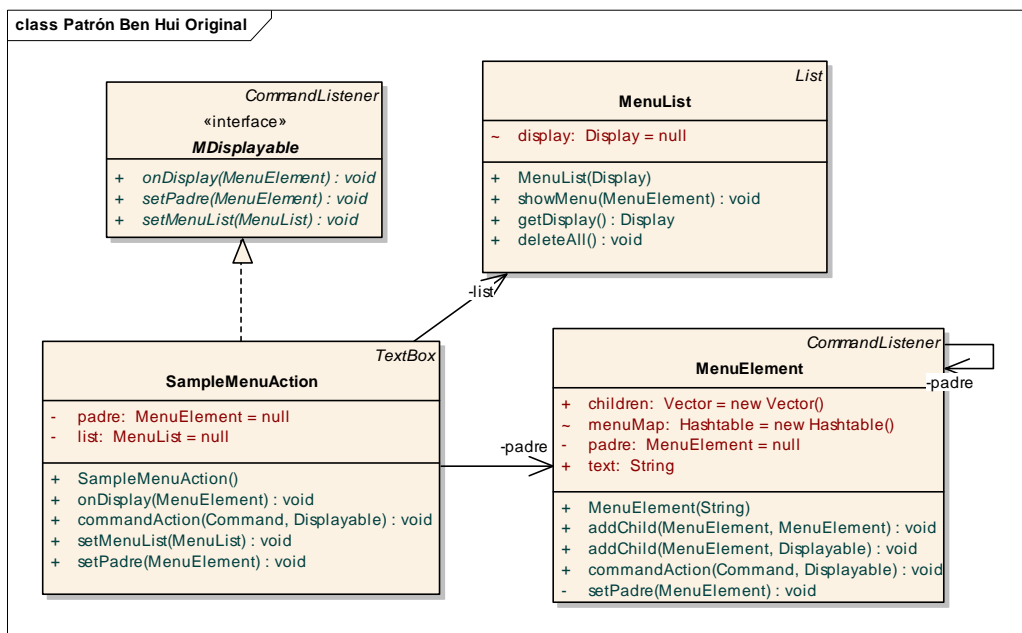 class Patrón Ben Hui Original
CommandListener
«interface»
MDisplayable
+ onDisplay(MenuElement) : void
+ setPadre(MenuElement) : void
+ setMenuList(MenuList) : void
List
MenuList
~ display: Display = null
+ MenuList(Display)
+ showMenu(MenuElement) : void
+ getDisplay() : Display
+ deleteAll() : void
-list
TextBox
SampleMenuAction
- padre: MenuElement = null
- list: MenuList = null
+ SampleMenuAction()
+ onDisplay(MenuElement) : void
+ commandAction(Command, Displayable) : void
+ setMenuList(MenuList) : void
+ setPadre(MenuElement) : void
-padre
CommandListener
MenuElement
+ children: Vector = new Vector()
~ menuMap: Hashtable = new Hashtable()
- padre: MenuElement = null
+ text: String
+ MenuElement(String)
+ addChild(MenuElement, MenuElement) : void
+ addChild(MenuElement, Displayable) : void
+ commandAction(Command, Displayable) : void
- setPadre(MenuElement) : void
-padre